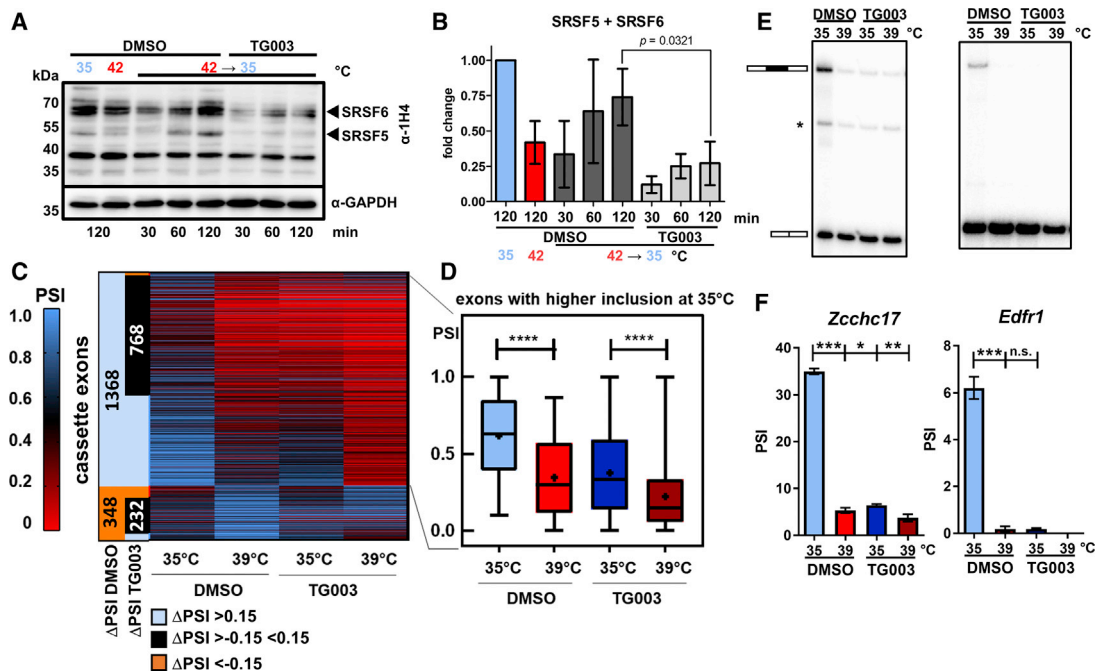 A
DMSO TG003
35 42 42 → 35 °C
kDa
70
55
40
35
SRSF6
SRSF5
α-1H4
35
α-GAPDH
120 30 60 120 30 60 120 min
B
SRSF5 + SRSF6
p = 0.0321
fold change
1.00
0.75
0.50
0.25
0.00
120 120 30 60 120 30 60 120 min
DMSO TG003
35 42 42 → 35 °C
C
PSI
1.0
0.8
0.6
0.4
0.2
0
cassette exons
1368
768
348
232
ΔPSI DMSO
ΔPSI TG003
35°C 39°C 35°C 39°C
DMSO TG003
ΔPSI >0.15
ΔPSI >-0.15 <0.15
ΔPSI <-0.15
D
exons with higher inclusion at 35°C
PSI
1.0
0.5
0.0
**** ****
35°C 39°C 35°C 39°C
DMSO TG003
E
DMSO TG003
35 39 35 39 °C
*
DMSO TG003
35 39 35 39 °C
F
Zcchc17
PSI
40
30
20
10
0
*** * **
35 39 35 39 °C
DMSO TG003
Edfr1
PSI
8
6
4
2
0
*** n.s.
35 39 35 39 °C
DMSO TG003